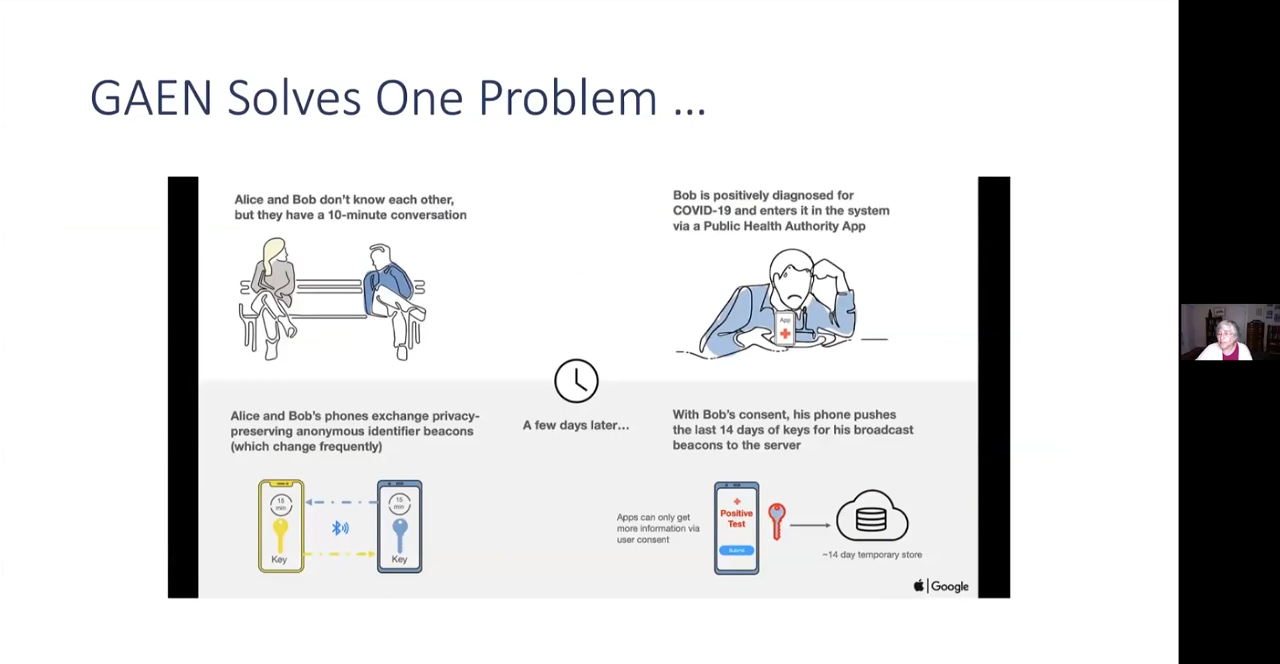 GAEN Solves One Problem ...
Alice and Bob don't know each other,
but they have a 10-minute conversation
Bob is positively diagnosed for
COVID-19 and enters it in the system
via a Public Health Authority App
App
Alice and Bob's phones exchange privacy-
preserving anonymous identifier beacons
(which change frequently)
A few days later...
With Bob's consent, his phone pushes
the last 14 days of keys for his broadcast
beacons to the server
15
min
Key
15
min
Key
Apps can only get
more information via
user consent
Positive
Test
Submit
~14 day temporary store
| Google